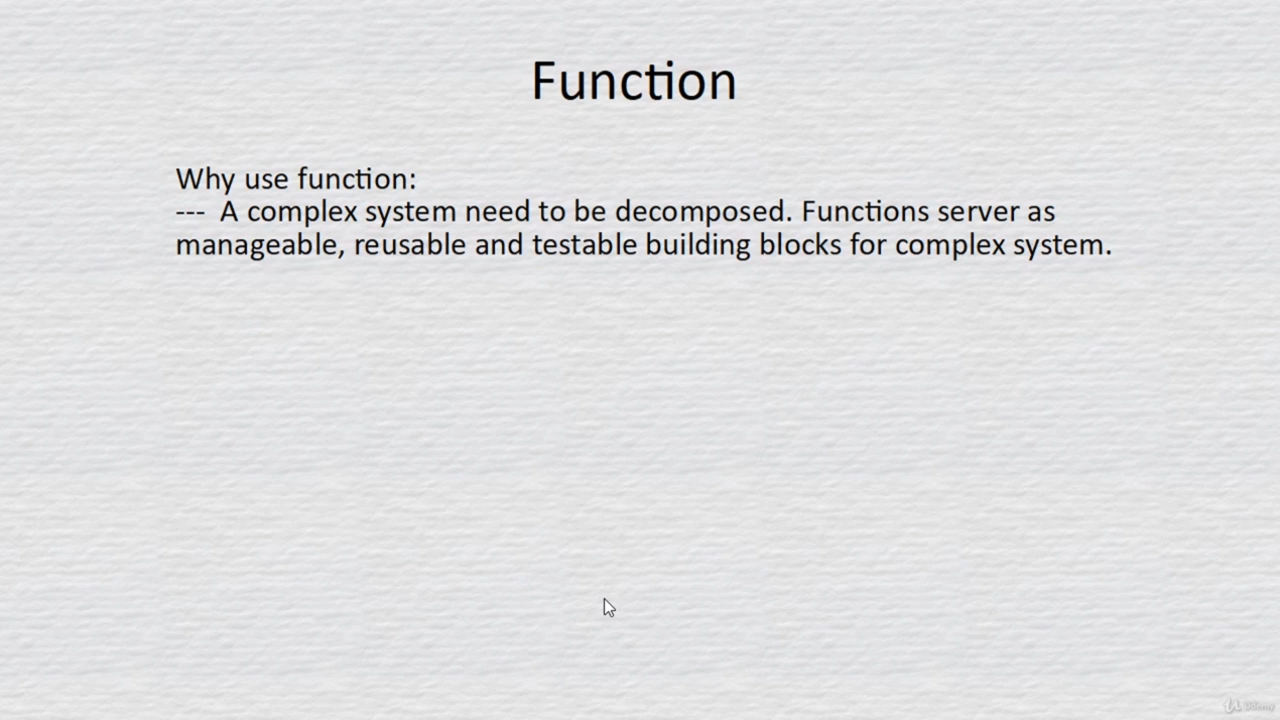 Function
Why use function:
--- A complex system need to be decomposed. Functions server as
manageable, reusable and testable building blocks for complex system.
Udemy